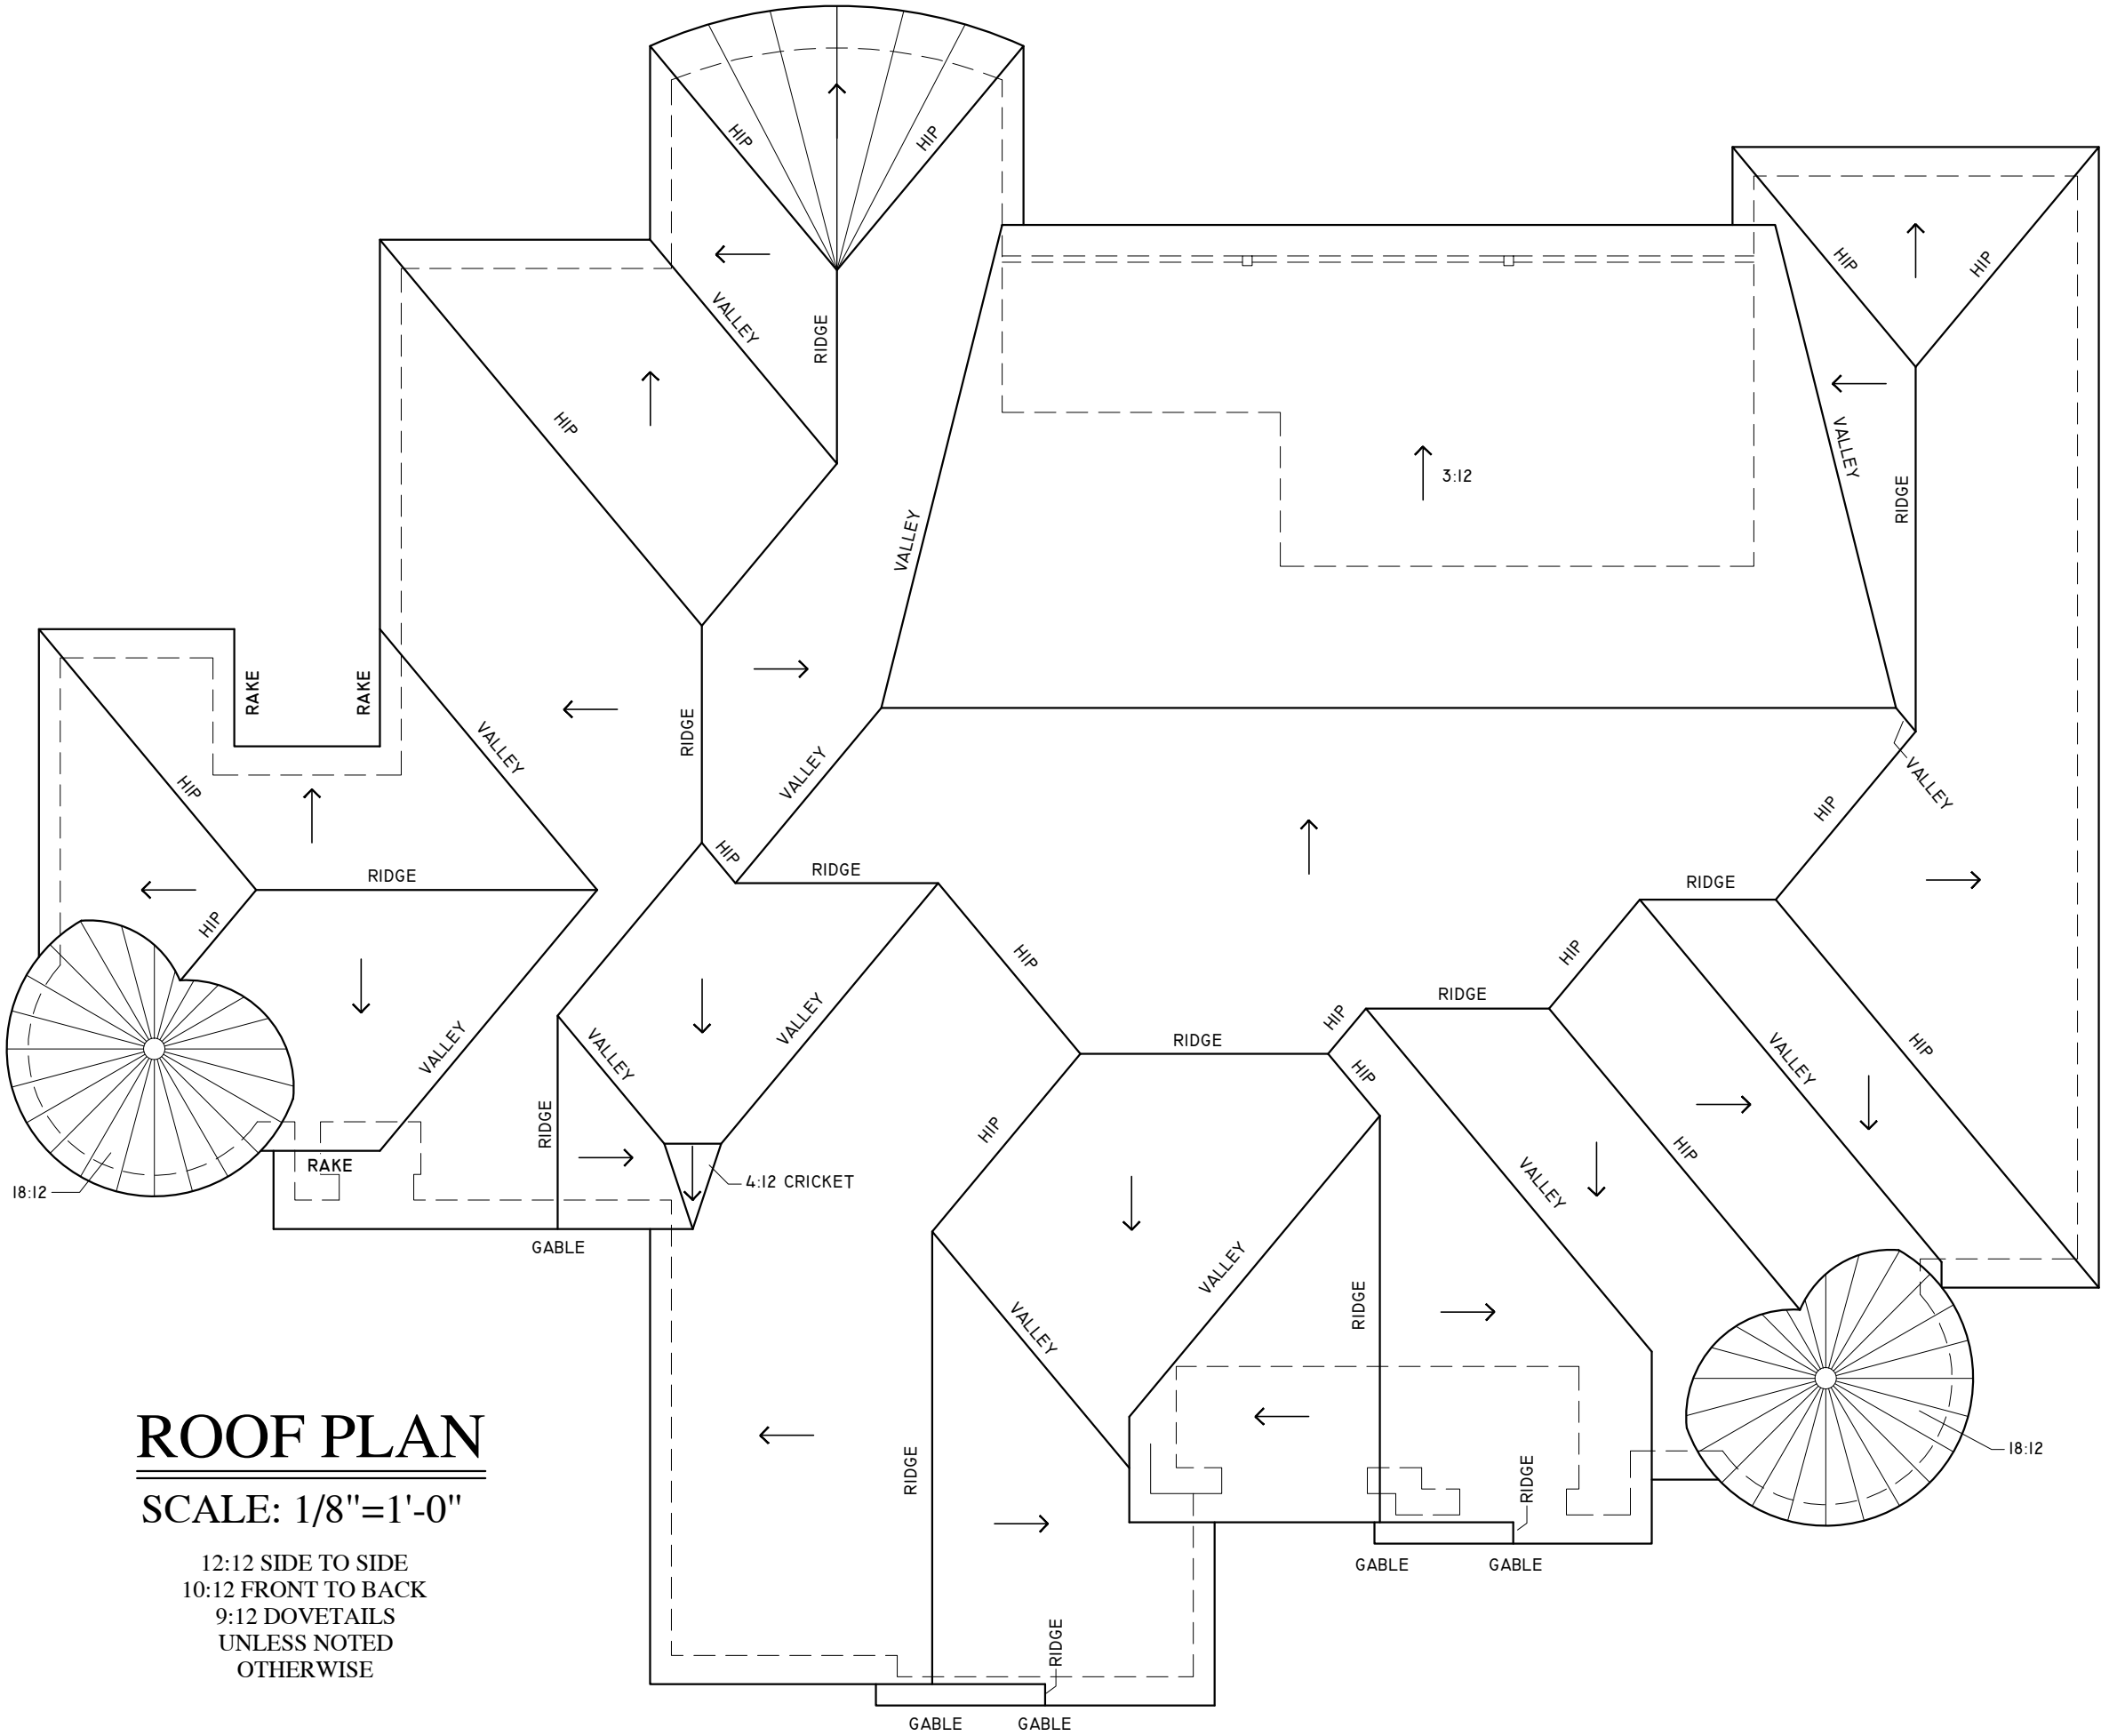 HIP
HIP
HIP
HIP
VALLEY
RIDGE
3:12
VALLEY
RIDGE
HIP
VALLEY
RAKE
RAKE
RIDGE
VALLEY
VALLEY
VALLEY
HIP
HIP
HIP
RIDGE
RIDGE
RIDGE
HIP
HIP
HIP
HIP
RIDGE
VALLEY
VALLEY
VALLEY
RIDGE
HIP
RIDGE
HIP
VALLEY
HIP
HIP
RAKE
4:12 CRICKET
HIP
VALLEY
18:12
GABLE
VALLEY
RIDGE
VALLEY
18:12
RIDGE
RIDGE
GABLE
GABLE
RIDGE
GABLE
GABLE
ROOF PLAN
SCALE: 1/8"=1'-0"
12:12 SIDE TO SIDE
10:12 FRONT TO BACK
9:12 DOVETAILS
UNLESS NOTED
OTHERWISE